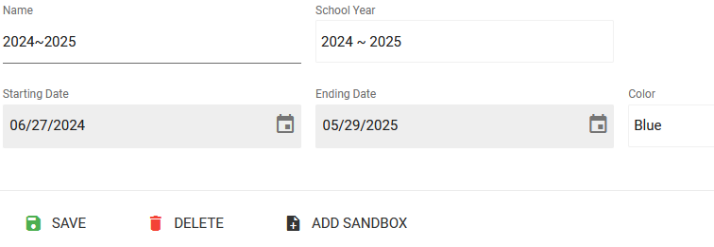 Name
School Year
2024~2025
2024 ~ 2025
Starting Date
Ending Date
Color
06/27/2024
05/29/2025
Blue
SAVE
DELETE
ADD SANDBOX